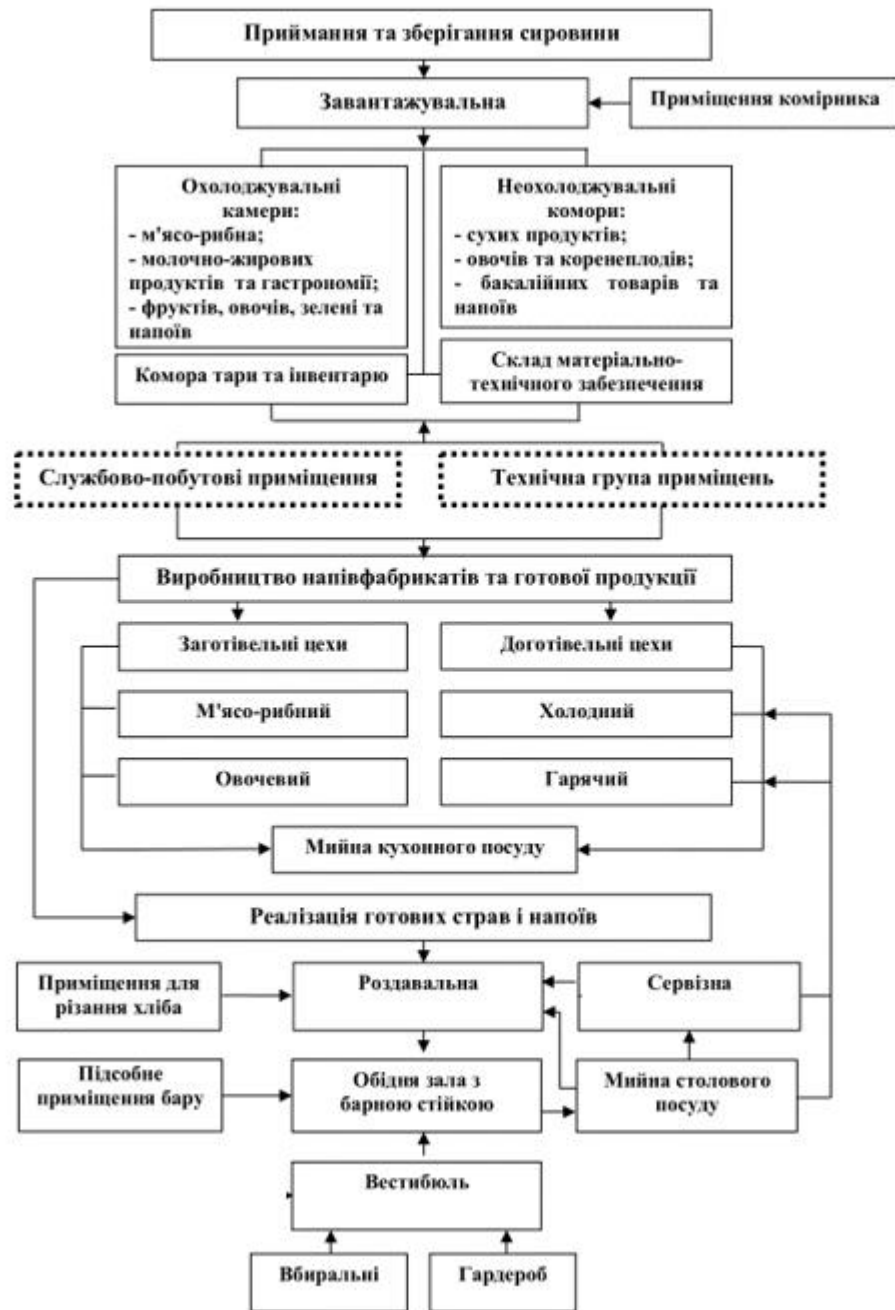 Приймання та зберігання сировини
Завантажувальна
Приміщення комірника
Охолоджувальні
камери:
- м'ясо-рибна;
- молочно-жирових
продуктів та гастрономії;
- фруктів, овочів, зелені та
напоїв
Неохолоджувальні
комори:
- сухих продуктів;
- овочів та коренеплодів;
- бакалійних товарів та
напоїв
Комора тари та інвентарю
Склад матеріально-
технічного забезпечення
Службово-побутові приміщення
Технічна група приміщень
Виробництво напівфабрикатів та готової продукції
Заготівельні цехи
Доготівельні цехи
М'ясо-рибний
Холодний
Овочевий
Гарячий
Мийна кухонного посуду
Реалізація готових страв і напоїв
Приміщення для
різання хліба
Роздавальна
Сервізна
Підсобне
приміщення бару
Обідня зала з
барною стійкою
Мийна столового
посуду
Вестибюль
Вбиральні
Гардероб